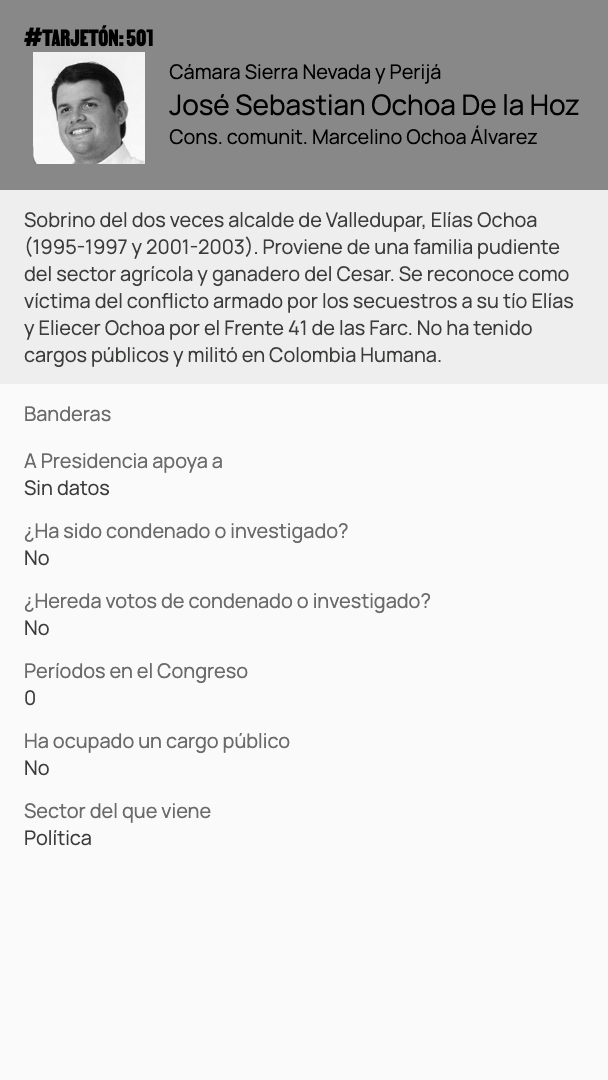 #TARJETÓN: 501
Cámara Sierra Nevada y Perijá
José Sebastian Ochoa De la Hoz
Cons. comunit. Marcelino Ochoa Álvarez
Sobrino del dos veces alcalde de Valledupar, Elías Ochoa
(1995-1997 y 2001-2003). Proviene de una familia pudiente
del sector agrícola y ganadero del Cesar. Se reconoce como
víctima del conflicto armado por los secuestros a su tío Elías
y Eliecer Ochoa por el Frente 41 de las Farc. No ha tenido
cargos públicos y militó en Colombia Humana.
Banderas
A Presidencia apoya a
Sin datos
¿Ha sido condenado o investigado?
No
¿Hereda votos de condenado o investigado?
No
Períodos en el Congreso
0
Ha ocupado un cargo público
No
Sector del que viene
Política